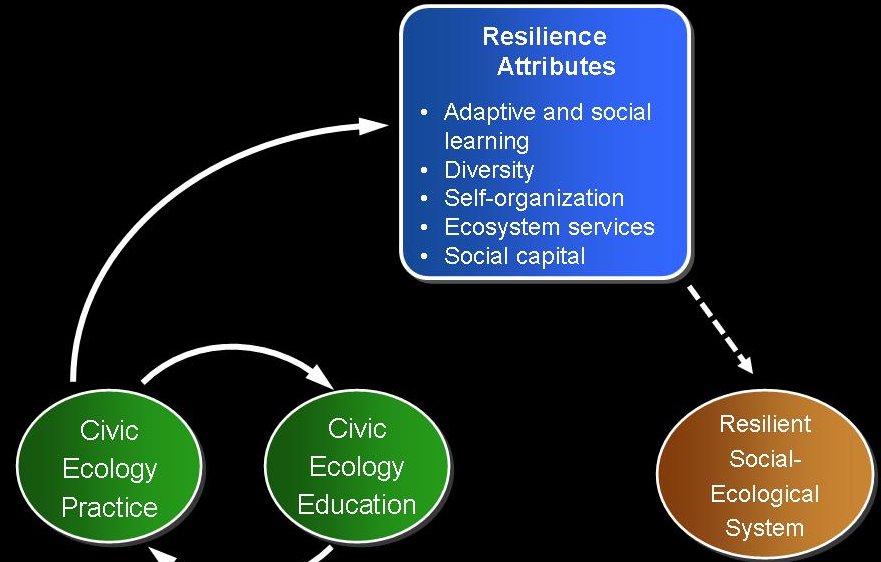 Resilience
Attributes
• Adaptive and social
learning
• Diversity
• Self-organization
• Ecosystem services
• Social capital
Civic
Ecology
Practice
Civic
Ecology
Education
Resilient
Social-
Ecological
System